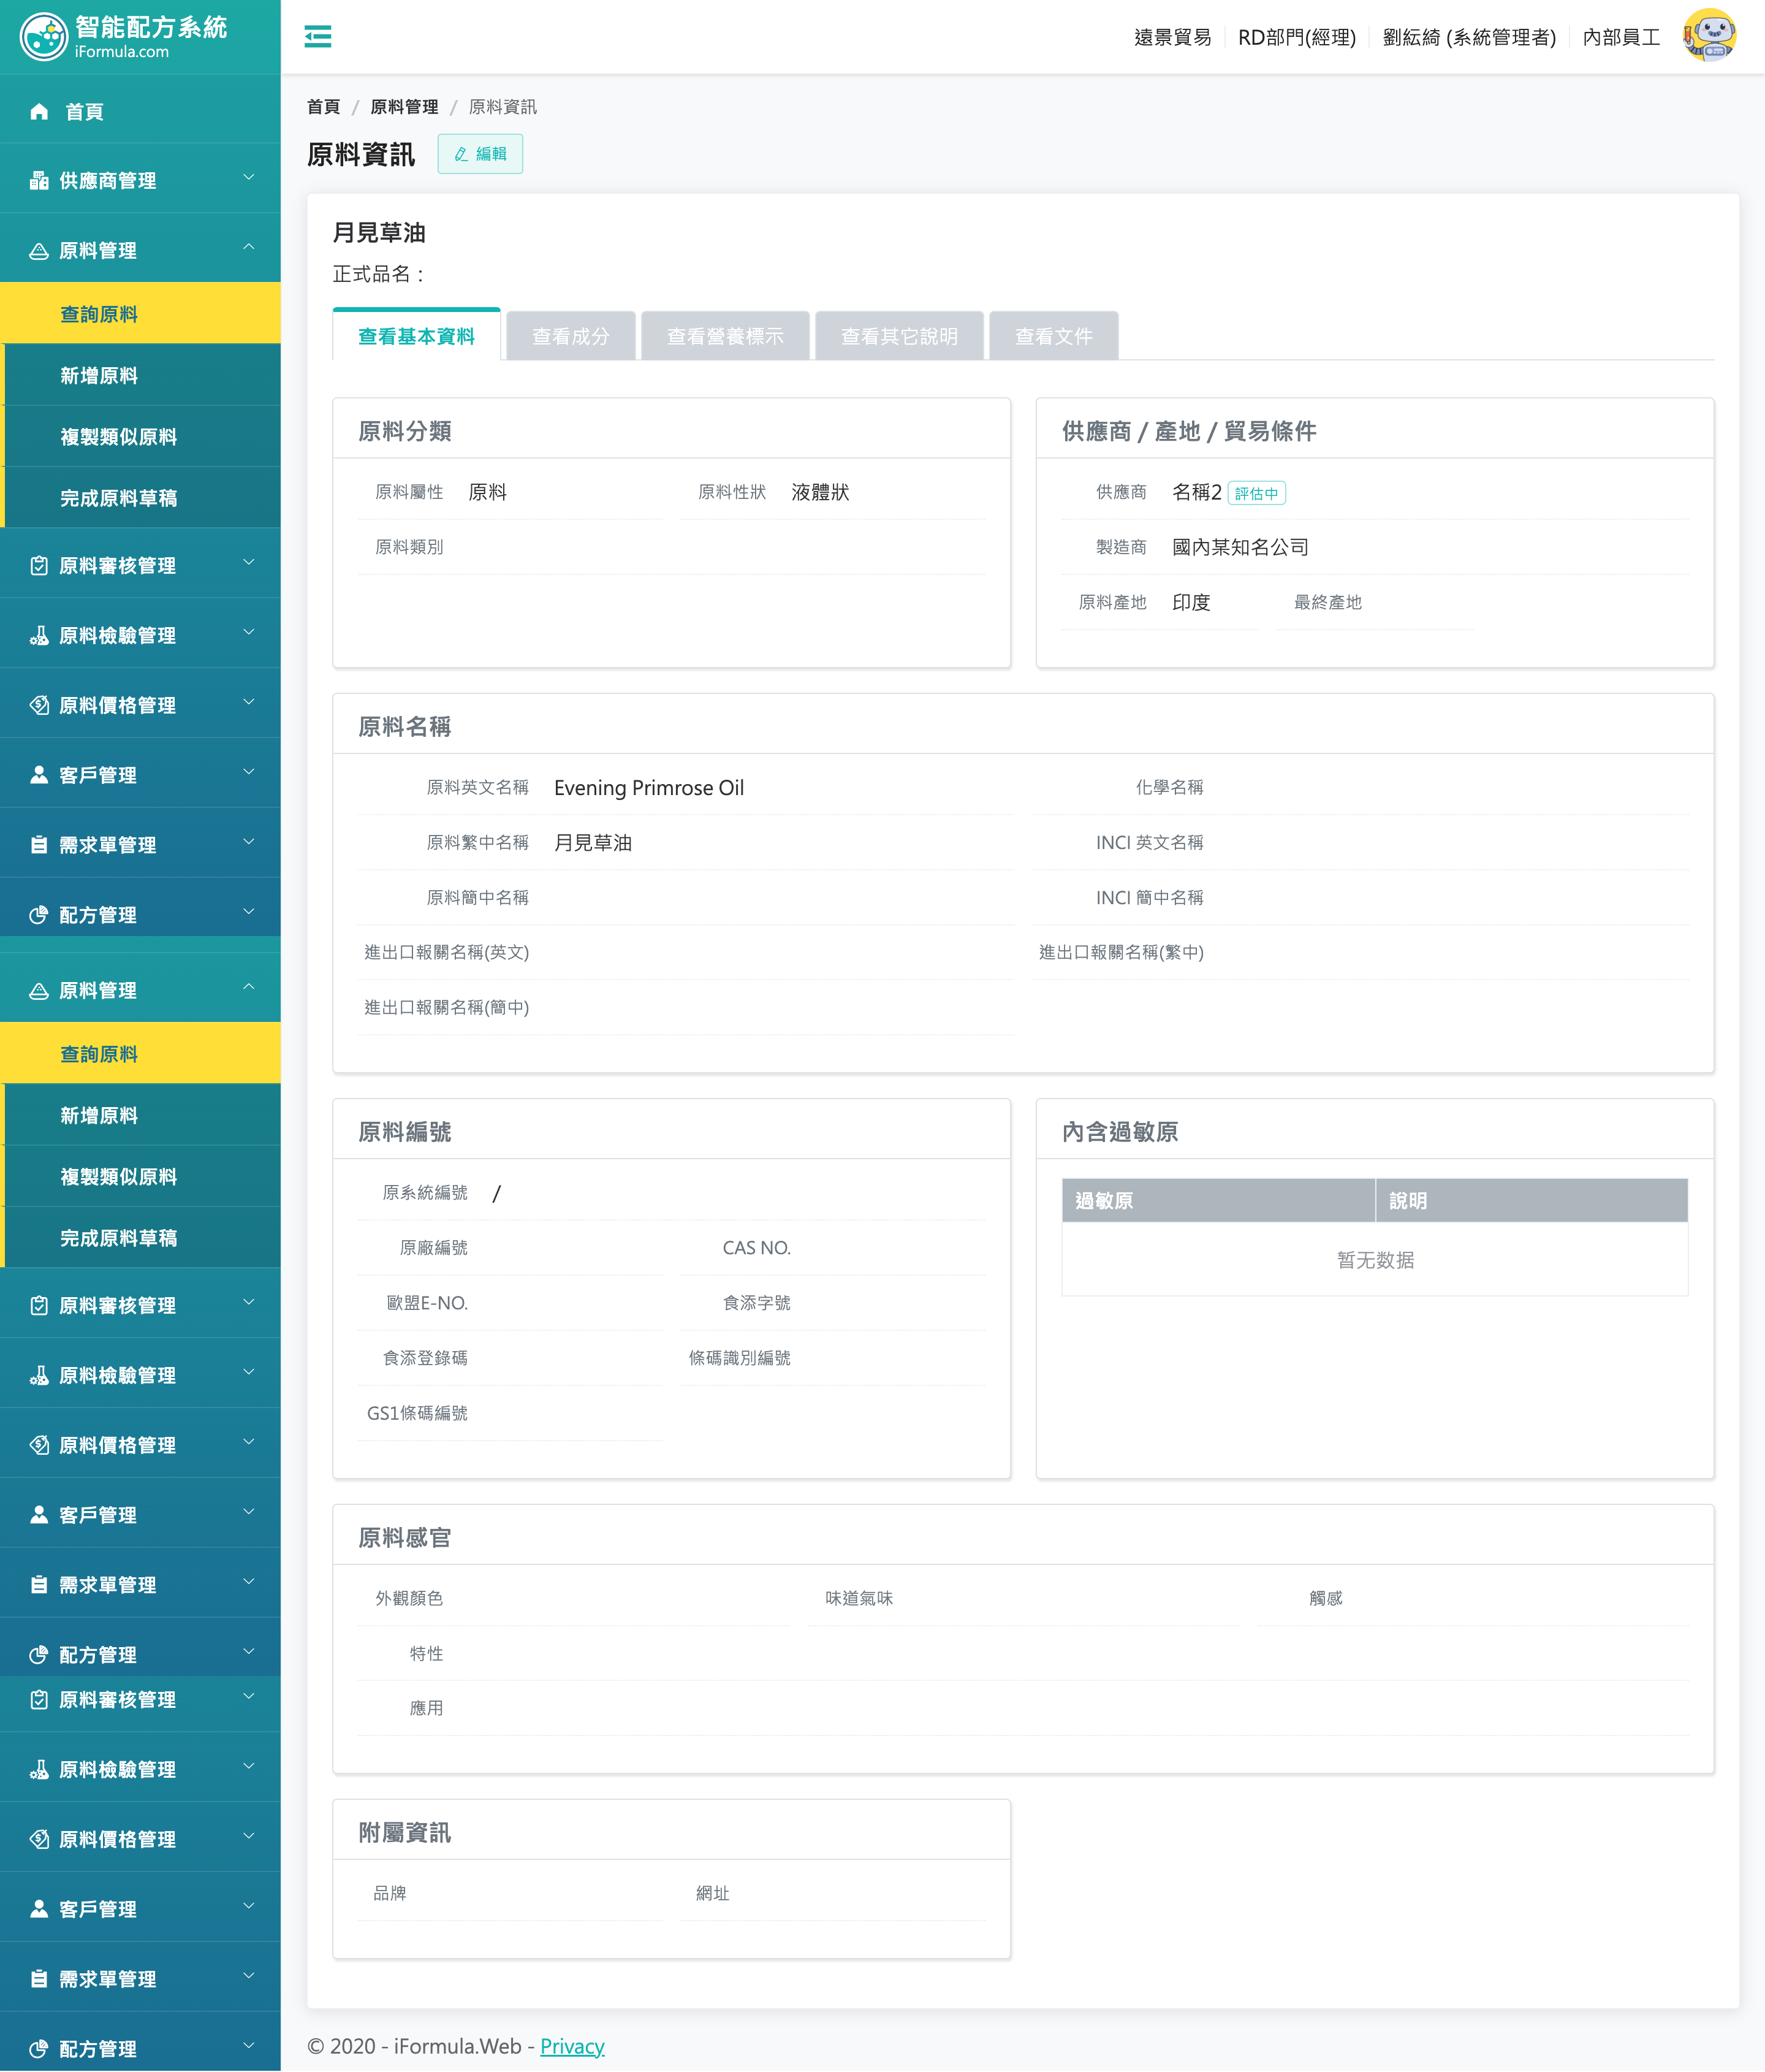 智能配方系統
iFormula.com
遠景貿易 RD部門(經理) 劉紜綺 (系統管理者) 內部員工
首頁
供應商管理
原料管理
查詢原料
新增原料
複製類似原料
完成原料草稿
原料審核管理
原料檢驗管理
原料價格管理
客戶管理
需求單管理
配方管理
原料管理
查詢原料
新增原料
複製類似原料
完成原料草稿
原料審核管理
原料檢驗管理
原料價格管理
客戶管理
需求單管理
配方管理
原料審核管理
原料檢驗管理
原料價格管理
客戶管理
需求單管理
配方管理
首頁 / 原料管理 / 原料資訊
原料資訊 編輯
月見草油
正式品名：
查看基本資料 查看成分 查看營養標示 查看其它說明 查看文件
原料分類
原料屬性 原料 原料性狀 液體狀
原料類別
供應商 / 產地 / 貿易條件
供應商 名稱2 評估中
製造商 國內某知名公司
原料產地 印度 最終產地
原料名稱
原料英文名稱 Evening Primrose Oil 化學名稱
原料繁中名稱 月見草油 INCI 英文名稱
原料簡中名稱 INCI 簡中名稱
進出口報關名稱(英文) 進出口報關名稱(繁中)
進出口報關名稱(簡中)
原料編號
原系統編號 /
原廠編號 CAS NO.
歐盟E-NO. 食添字號
食添登錄碼 條碼識別編號
GS1條碼編號
內含過敏原
過敏原 說明
暂无数据
原料感官
外觀顏色 味道氣味 觸感
特性
應用
附屬資訊
品牌 網址
© 2020 - iFormula.Web - Privacy